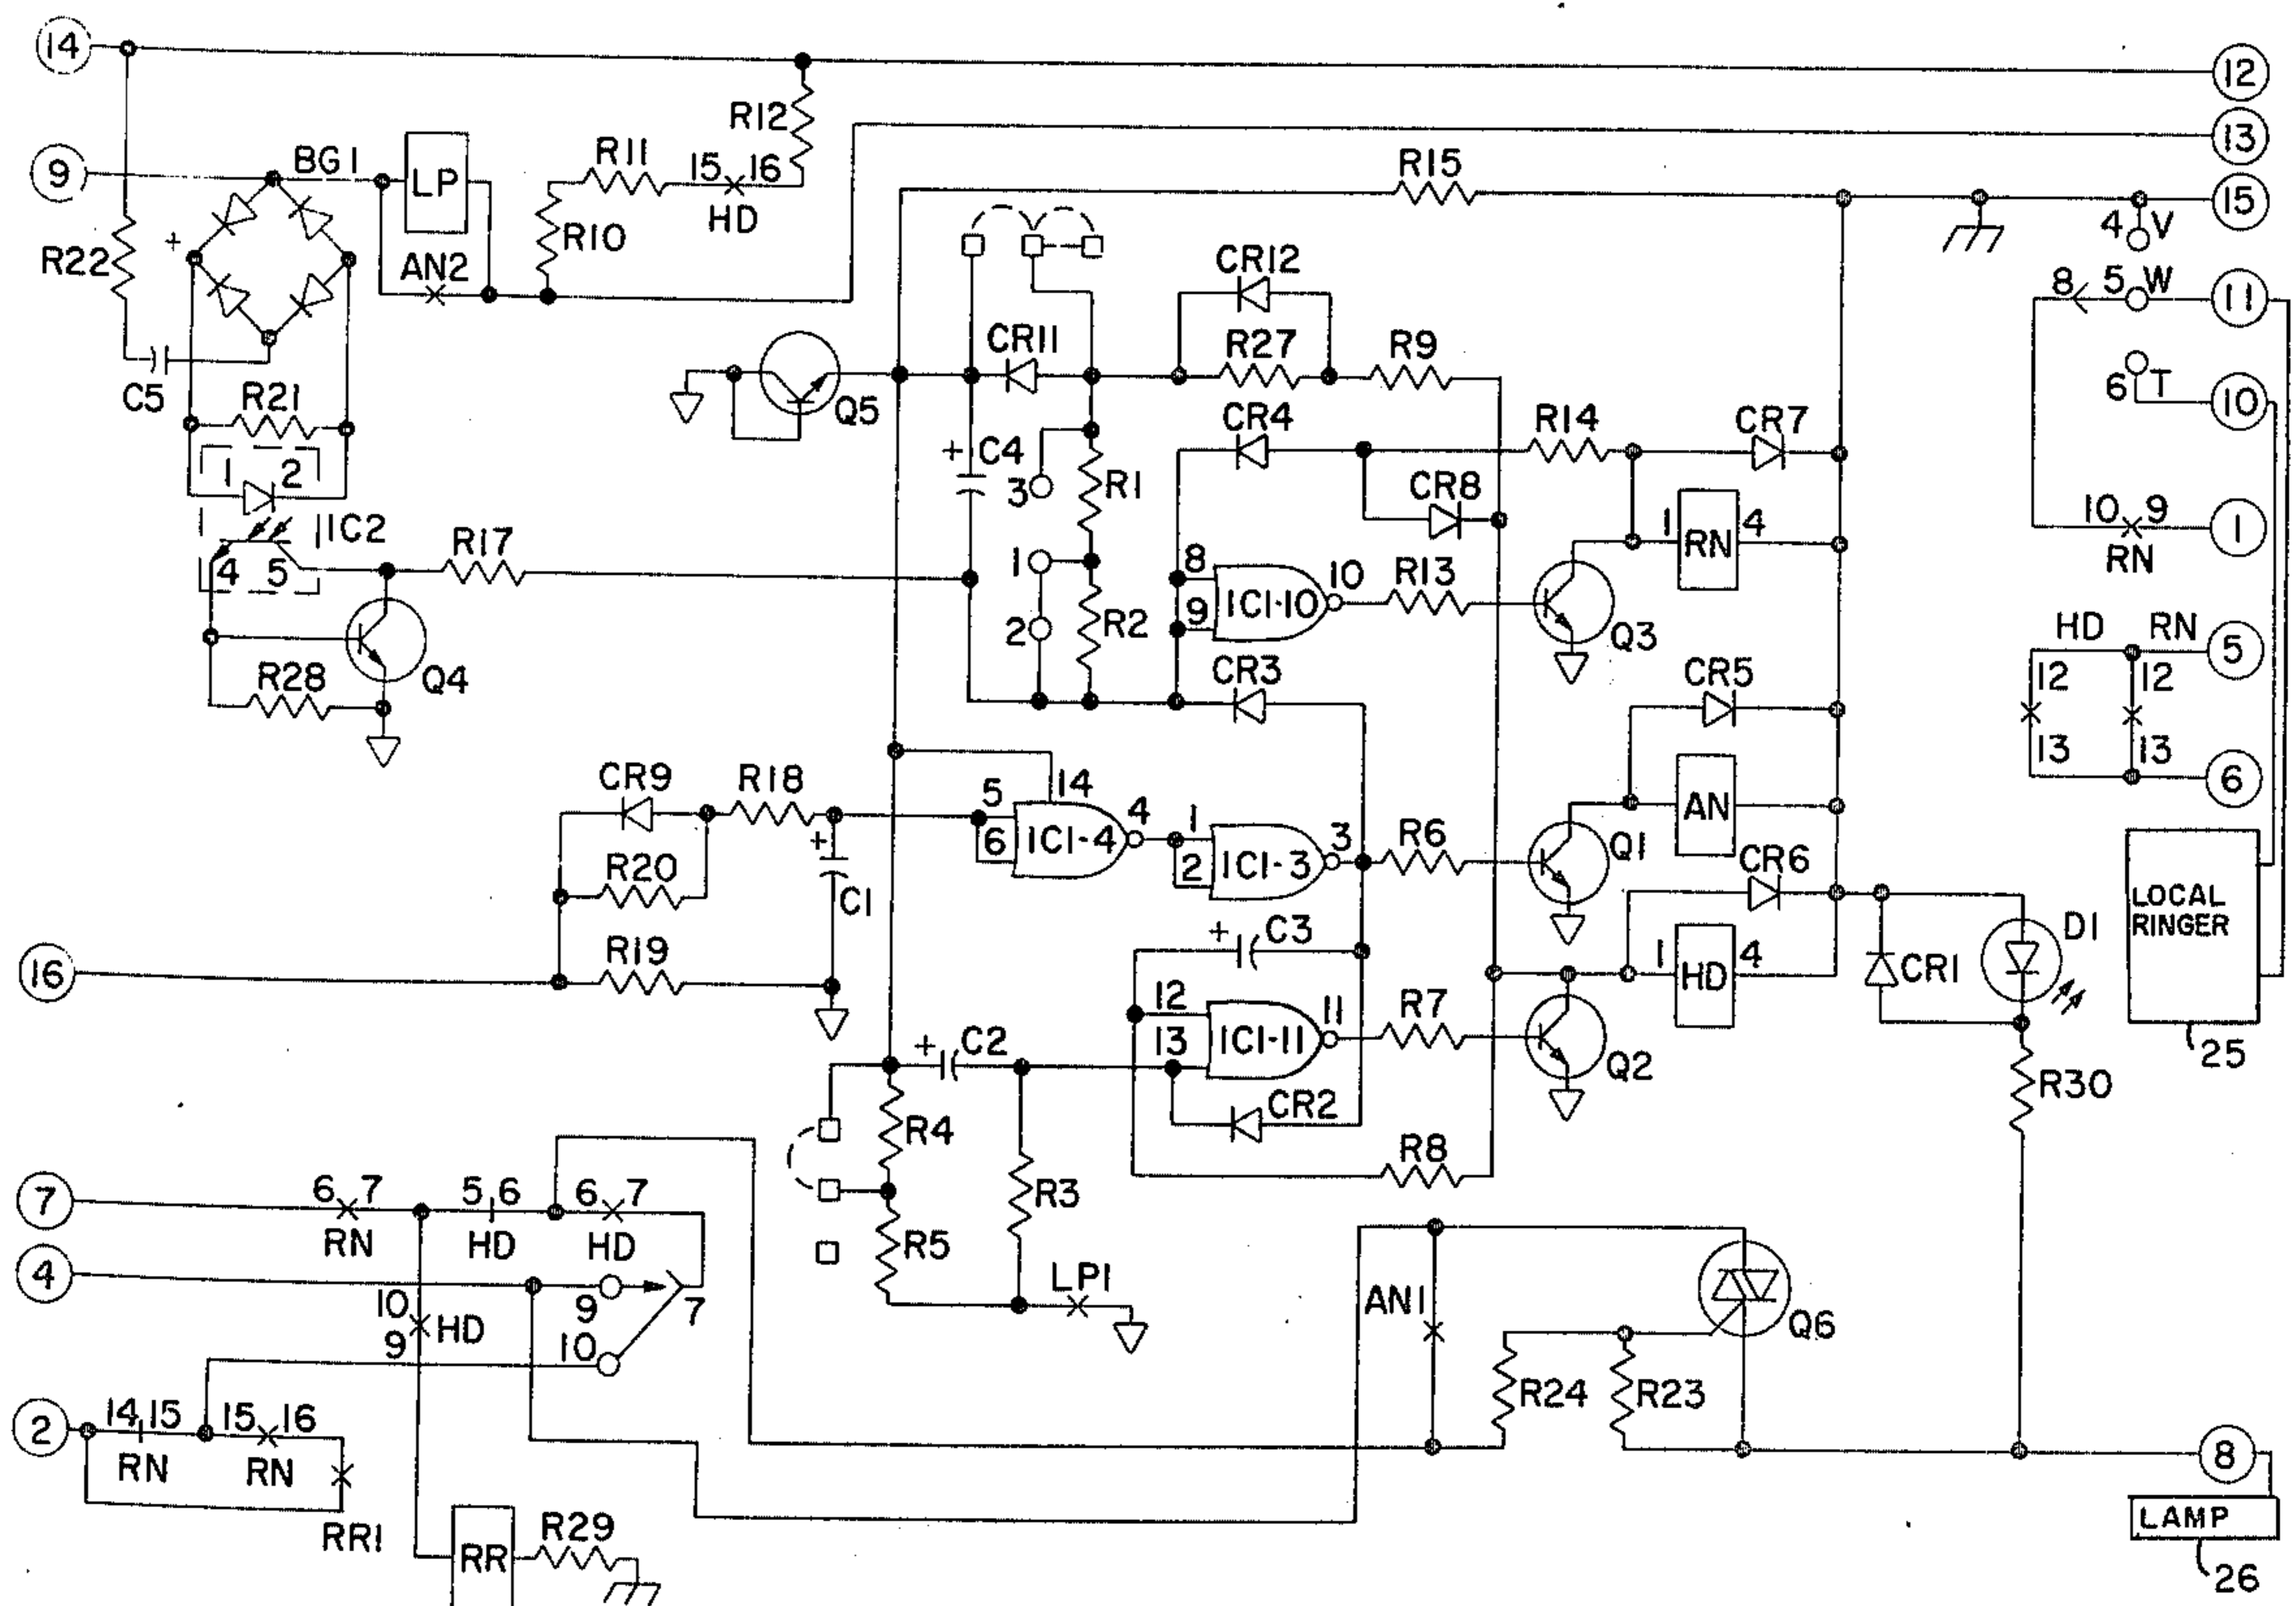 14
12
R12
13
9
BG1
LP
R11
15 16
HD
R15
15
4 V
R22
+
AN2
R10
CR12
8 5 W
11
C5
R21
CR11
R27
R9
Q5
6 T
10
1 2
+ C4
3
R1
CR4
R14
CR7
CR8
1C2
4 5
R17
1
8
9
1C1-10
10
R13
1 RN 4
10 9
RN
1
2
R2
Q3
R28
Q4
CR3
CR5
HD RN
5
12 12
13 13
6
CR9
R18
14
5
6
1C1-4
4
1
2
1C1-3
3
R6
Q1
AN
R20
+
C1
CR6
LOCAL
RINGER
16
R19
+ C3
1 HD 4
CR1
D1
12
13
1C1-11
11
R7
Q2
25
+ C2
R30
R4
CR2
R8
7
6 7
RN
5 6
HD
6 7
HD
R3
R5
4
9
7
10
9
HD
10
LP1
AN1
Q6
R24
R23
2
14 15
RN
15 16
RN
8
RR1
RR
R29
LAMP
26